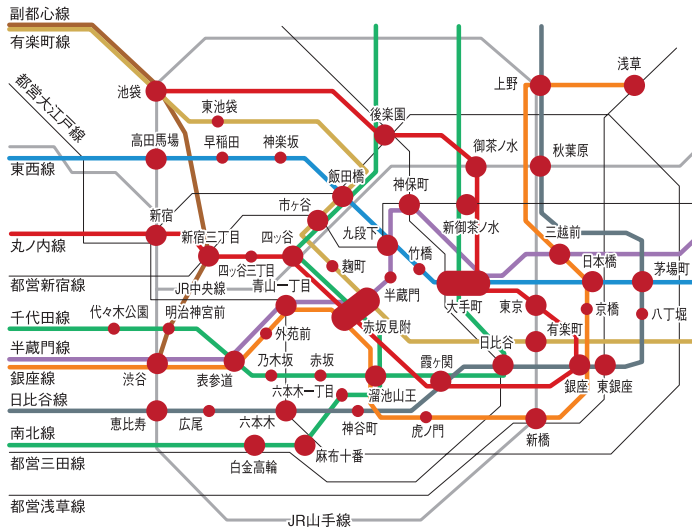 副都心線
有楽町線
都営大江戸線
東西線
丸ノ内線
都営新宿線
千代田線
半蔵門線
銀座線
日比谷線
南北線
都営三田線
都営浅草線
JR中央線
JR山手線
池袋
東池袋
後楽園
上野
浅草
高田馬場
早稲田
神楽坂
御茶ノ水
秋葉原
飯田橋
神保町
新宿
市ヶ谷
九段下
新御茶ノ水
三越前
新宿三丁目
四ッ谷
竹橋
日本橋
四ッ谷三丁目
麹町
半蔵門
大手町
茅場町
青山一丁目
東京
京橋
八丁堀
代々木公園
明治神宮前
外苑前
赤坂見附
有楽町
日比谷
渋谷
表参道
乃木坂
赤坂
霞ヶ関
銀座
東銀座
六本木一丁目
溜池山王
恵比寿
広尾
六本木
神谷町
虎ノ門
新橋
白金高輪
麻布十番